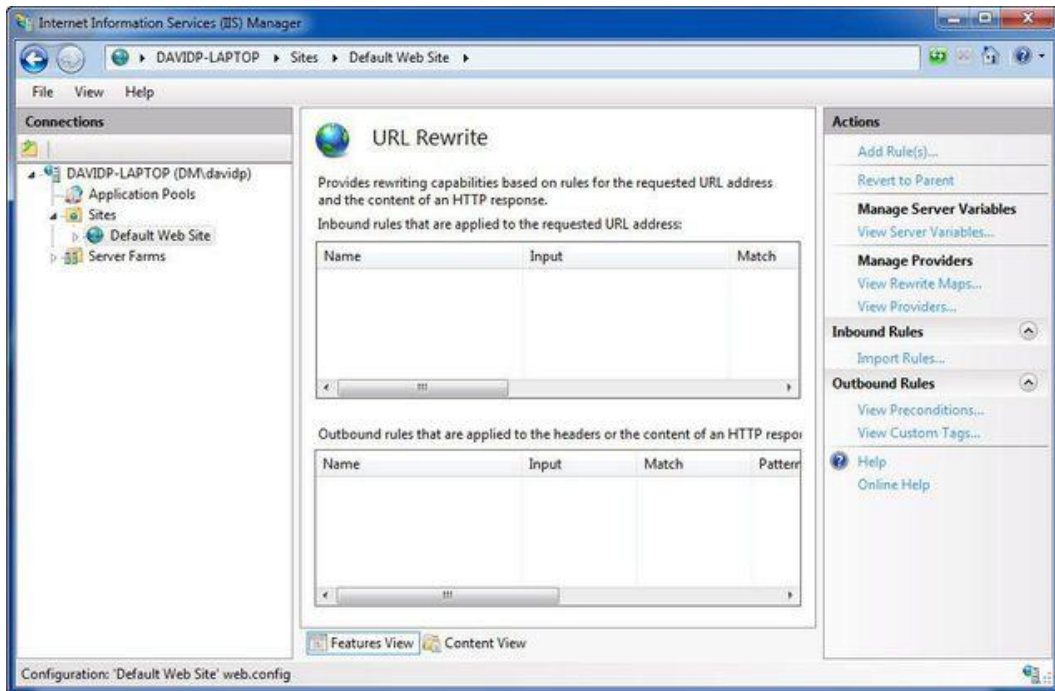 Internet Information Services (IIS) Manager
DAVIDP-LAPTOP Sites Default Web Site
File View Help
Connections
DAVIDP-LAPTOP (DM\davidp)
Application Pools
Sites
Default Web Site
Server Farms
URL Rewrite
Provides rewriting capabilities based on rules for the requested URL address
and the content of an HTTP response.
Inbound rules that are applied to the requested URL address:
Name Input Match
Outbound rules that are applied to the headers or the content of an HTTP respo
Name Input Match Pattern
Features View Content View
Actions
Add Rule(s)...
Revert to Parent
Manage Server Variables
View Server Variables...
Manage Providers
View Rewrite Maps...
View Providers...
Inbound Rules
Import Rules...
Outbound Rules
View Preconditions...
View Custom Tags...
Help
Online Help
Configuration: 'Default Web Site' web.config